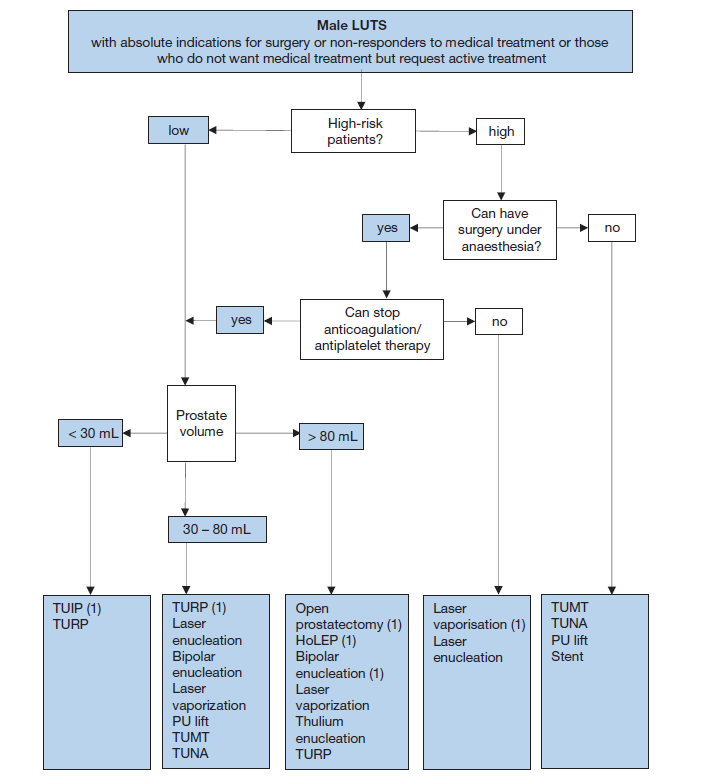 Male LUTS
with absolute indications for surgery or non-responders to medical treatment or those
who do not want medical treatment but request active treatment
low
High-risk
patients?
high
yes
Can have
surgery under
anaesthesia?
no
yes
Can stop
anticoagulation/
antiplatelet therapy
no
Prostate
volume
< 30 mL
> 80 mL
30 – 80 mL
TUIP (1)
TURP
TURP (1)
Laser
enucleation
Bipolar
enucleation
Laser
vaporization
PU lift
TUMT
TUNA
Open
prostatectomy (1)
HoLEP (1)
Bipolar
enucleation (1)
Laser
vaporization
Thulium
enucleation
TURP
Laser
vaporisation (1)
Laser
enucleation
TUMT
TUNA
PU lift
Stent